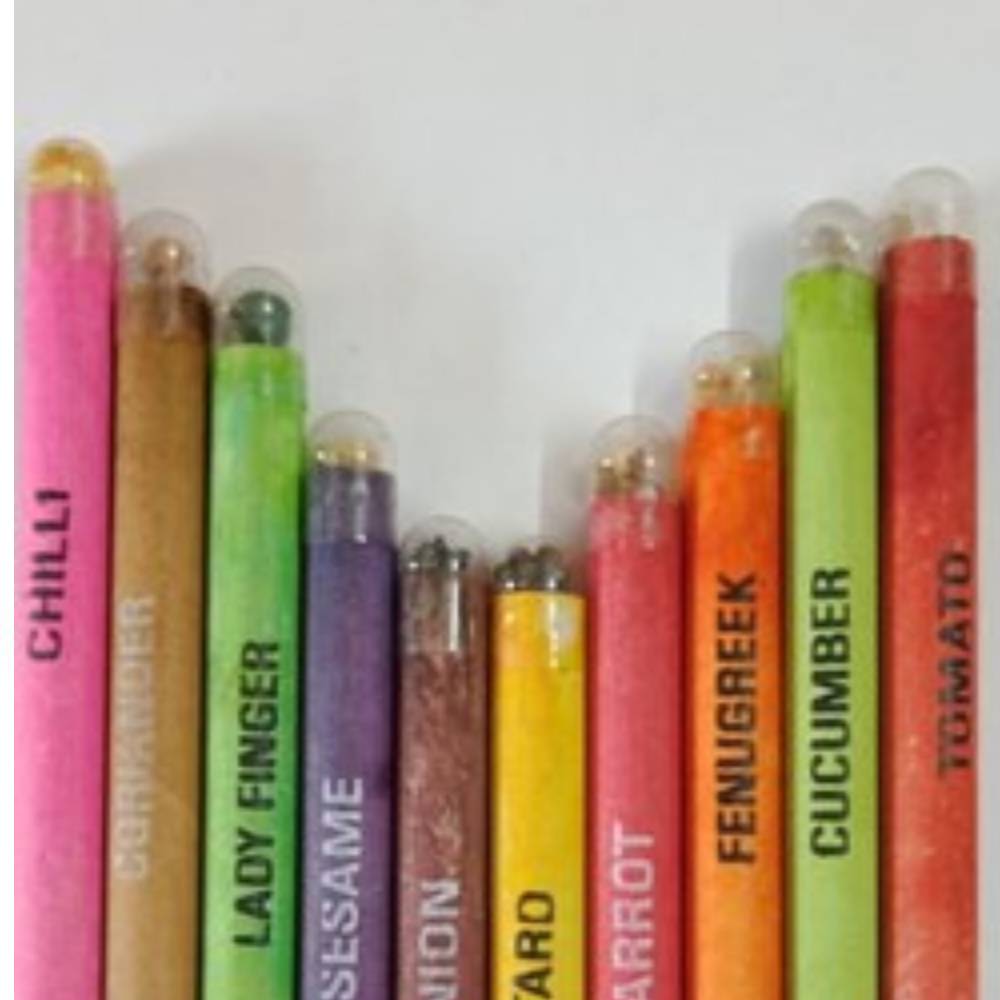 CHILLI
CORIANDER
LADY FINGER
SESAME
NION
TARD
ARROT
FENUGREEK
CUCUMBER
TOMATO